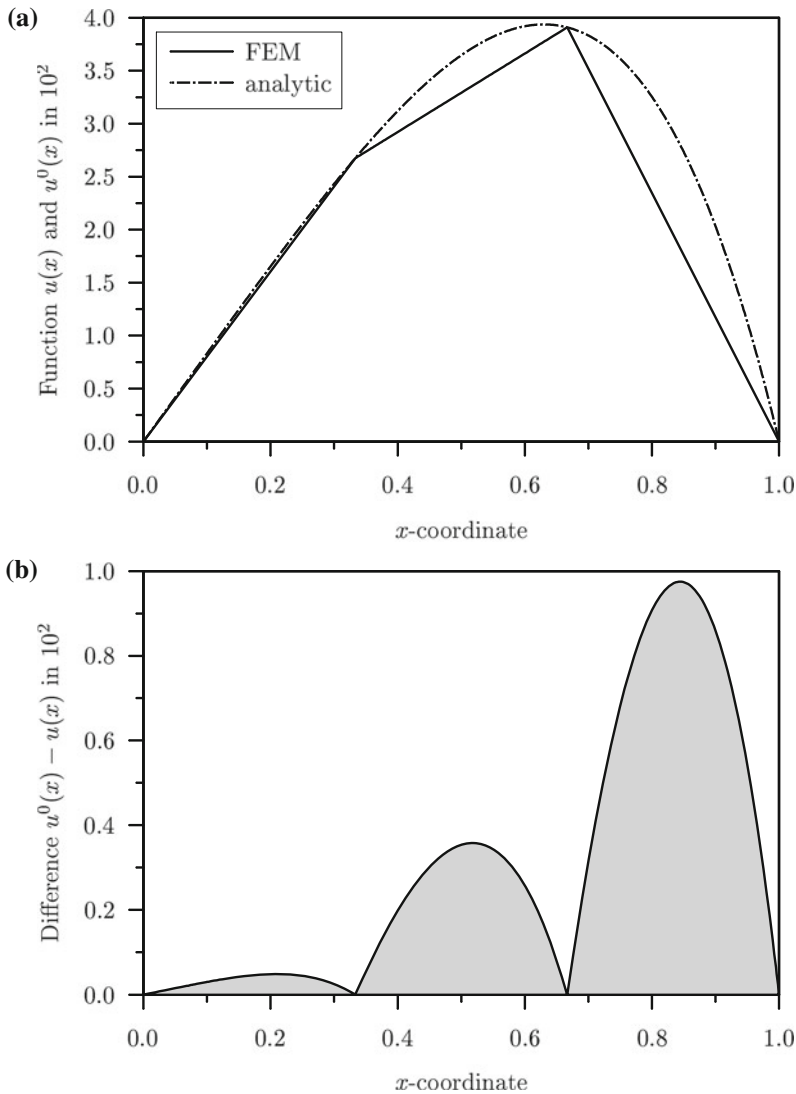 (a)
Function u(x) and u⁰(x) in 10²
4.0
3.5
3.0
2.5
2.0
1.5
1.0
0.5
0.0
FEM
analytic
0.0 0.2 0.4 0.6 0.8 1.0
x-coordinate
(b)
Difference u⁰(x) − u(x) in 10²
1.0
0.8
0.6
0.4
0.2
0.0
0.0 0.2 0.4 0.6 0.8 1.0
x-coordinate